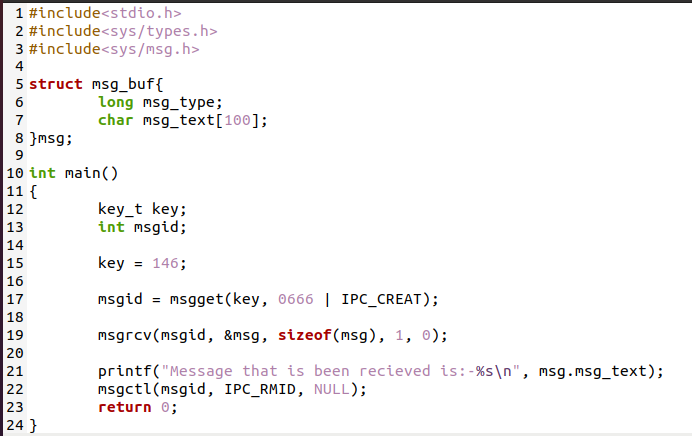 1 #include<stdio.h>
2 #include<sys/types.h>
3 #include<sys/msg.h>
4
5 struct msg_buf{
6         long msg_type;
7         char msg_text[100];
8 }msg;
9
10 int main()
11 {
12         key_t key;
13         int msgid;
14
15         key = 146;
16
17         msgid = msgget(key, 0666 | IPC_CREAT);
18
19         msgrcv(msgid, &msg, sizeof(msg), 1, 0);
20
21         printf("Message that is been recieved is:-%s\n", msg.msg_text);
22         msgctl(msgid, IPC_RMID, NULL);
23         return 0;
24 }